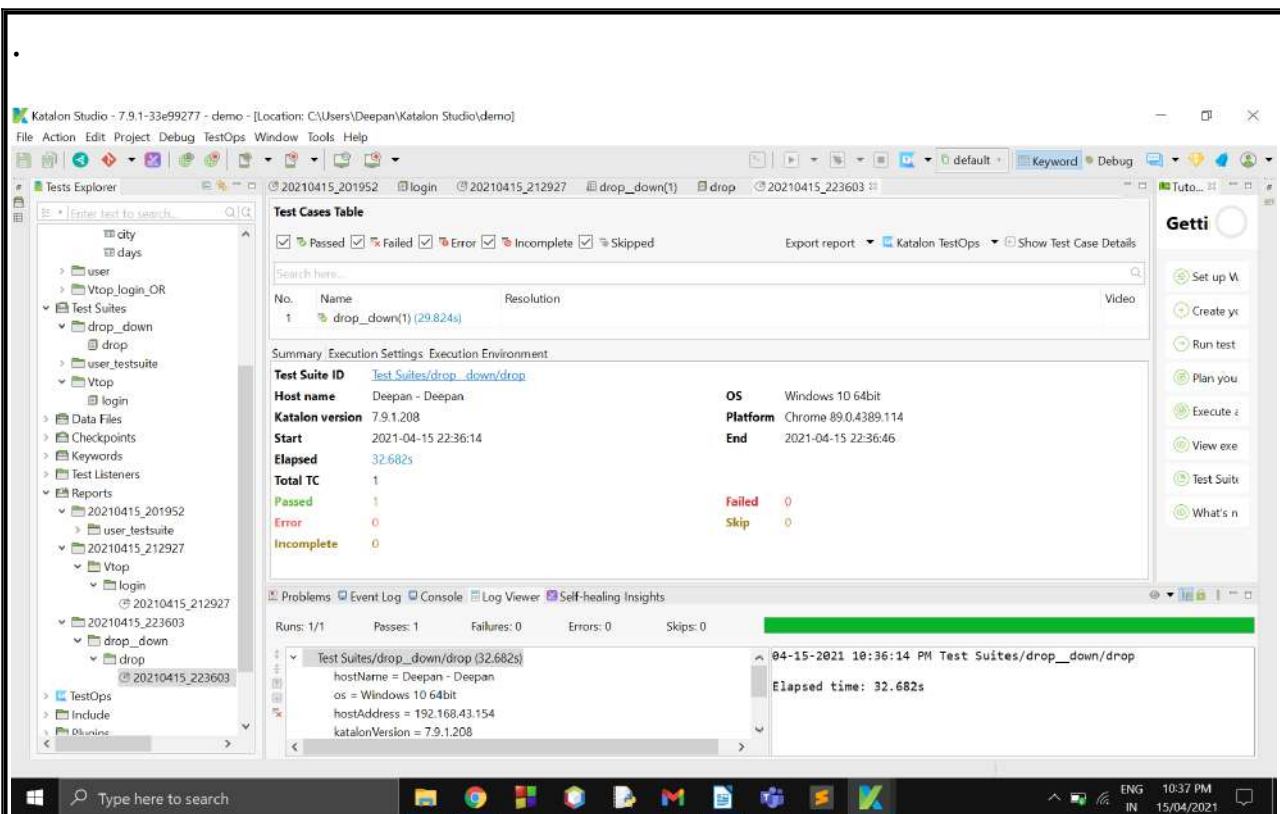 .
Katalon Studio - 7.9.1-33e99277 - demo - [Location: C:\Users\Deepan\Katalon Studio\demo]
File Action Edit Project Debug TestOps Window Tools Help
default Keyword Debug
Tests Explorer
Enter text to search...
city
days
user
Vtop_login_OR
Test Suites
drop_down
drop
user_testsuite
Vtop
login
Data Files
Checkpoints
Keywords
Test Listeners
Reports
20210415_201952
user_testsuite
20210415_212927
Vtop
login
20210415_212927
20210415_223603
drop_down
drop
20210415_223603
TestOps
Include
Plugins
20210415_201952 login 20210415_212927 drop_down(1) drop 20210415_223603
Test Cases Table
Passed Failed Error Incomplete Skipped Export report Katalon TestOps Show Test Case Details
Search here...
No. Name Resolution Video
1 drop__down(1) (29.824s)
Summary Execution Settings Execution Environment
Test Suite ID Test Suites/drop__down/drop
Host name Deepan - Deepan OS Windows 10 64bit
Katalon version 7.9.1.208 Platform Chrome 89.0.4389.114
Start 2021-04-15 22:36:14 End 2021-04-15 22:36:46
Elapsed 32.682s
Total TC 1
Passed 1 Failed 0
Error 0 Skip 0
Incomplete 0
Problems Event Log Console Log Viewer Self-healing Insights
Runs: 1/1 Passes: 1 Failures: 0 Errors: 0 Skips: 0
Test Suites/drop__down/drop (32.682s)
hostName = Deepan - Deepan
os = Windows 10 64bit
hostAddress = 192.168.43.154
katalonVersion = 7.9.1.208
04-15-2021 10:36:14 PM Test Suites/drop__down/drop
Elapsed time: 32.682s
Tuto...
Getti
Set up W
Create yo
Run test
Plan you
Execute a
View exe
Test Suite
What's n
Type here to search
ENG
IN
10:37 PM
15/04/2021